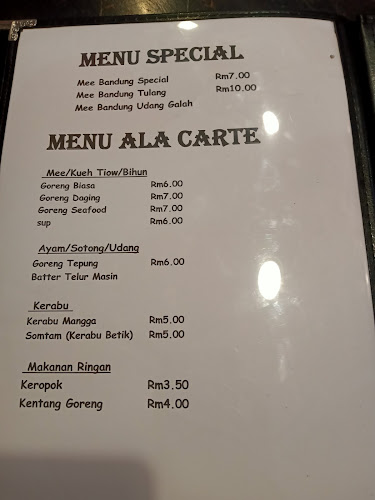 MENU SPECIAL
Mee Bandung Special Rm7.00
Mee Bandung Tulang Rm10.00
Mee Bandung Udang Galah
MENU ALA CARTE
Mee/Kueh Tiow/Bihun
Goreng Biasa Rm6.00
Goreng Daging Rm7.00
Goreng Seafood Rm7.00
sup Rm6.00
Ayam/Sotong/Udang
Goreng Tepung Rm6.00
Batter Telur Masin
Kerabu
Kerabu Mangga Rm5.00
Somtam (Kerabu Betik) Rm5.00
Makanan Ringan
Keropok Rm3.50
Kentang Goreng Rm4.00